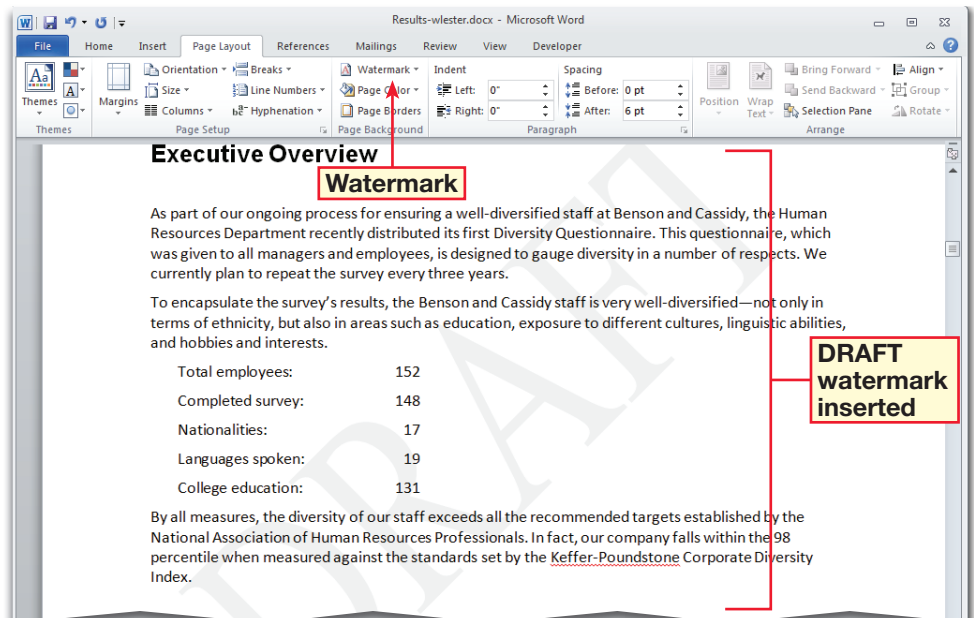 Results-wlester.docx - Microsoft Word
File Home Insert Page Layout References Mailings Review View Developer
Orientation Breaks Watermark Indent Spacing Bring Forward Align
Size Line Numbers Page Color Left: 0" Before: 0 pt Send Backward Group
Themes Margins Columns Hyphenation Page Borders Right: 0" After: 6 pt Position Wrap Text Selection Pane Rotate
Themes Page Setup Page Background Paragraph Arrange
Executive Overview
Watermark
As part of our ongoing process for ensuring a well-diversified staff at Benson and Cassidy, the Human
Resources Department recently distributed its first Diversity Questionnaire. This questionnaire, which
was given to all managers and employees, is designed to gauge diversity in a number of respects. We
currently plan to repeat the survey every three years.
To encapsulate the survey's results, the Benson and Cassidy staff is very well-diversified—not only in
terms of ethnicity, but also in areas such as education, exposure to different cultures, linguistic abilities,
and hobbies and interests.
Total employees: 152
Completed survey: 148
Nationalities: 17
Languages spoken: 19
College education: 131
By all measures, the diversity of our staff exceeds all the recommended targets established by the
National Association of Human Resources Professionals. In fact, our company falls within the 98
percentile when measured against the standards set by the Keffer-Poundstone Corporate Diversity
Index.
DRAFT
DRAFT
watermark
inserted